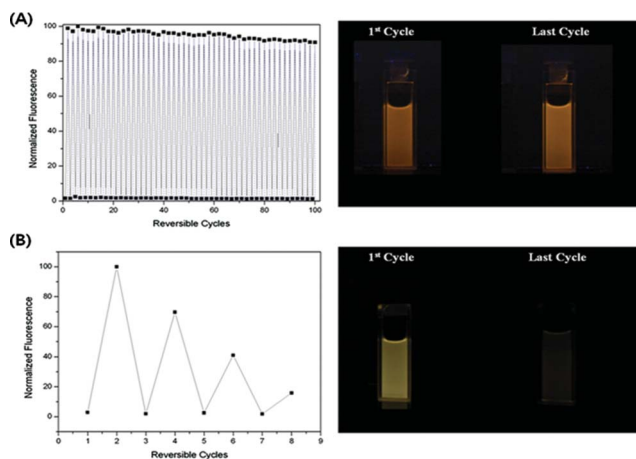 (A)
100
80
60
40
20
0
Normalized Fluorescence
0 20 40 60 80 100
Reversible Cycles
1st Cycle Last Cycle
(B)
100
80
60
40
20
0
Normalized Fluorescence
0 1 2 3 4 5 6 7 8 9
Reversible Cycles
1st Cycle Last Cycle